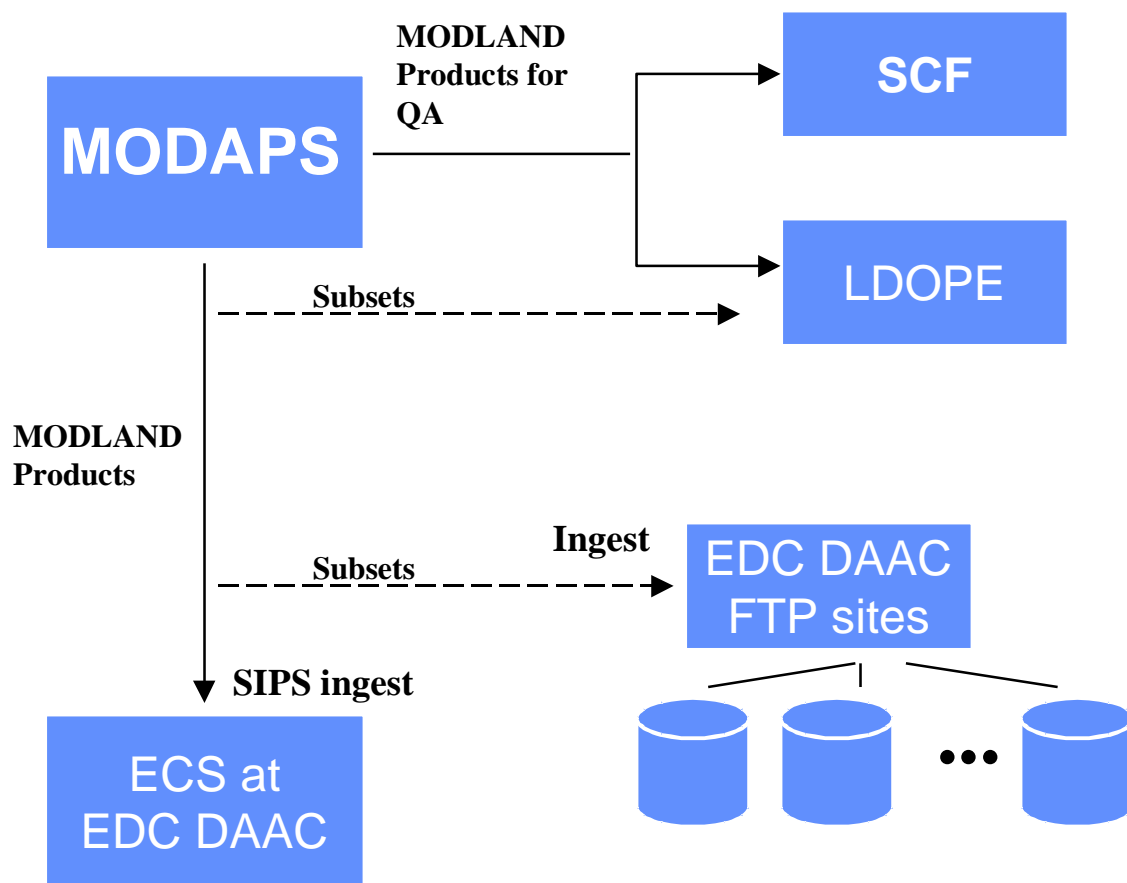 MODLAND
Products for
QA
SCF
MODAPS
LDOPE
Subsets
MODLAND
Products
Ingest
EDC DAAC
FTP sites
Subsets
SIPS ingest
ECS at
EDC DAAC